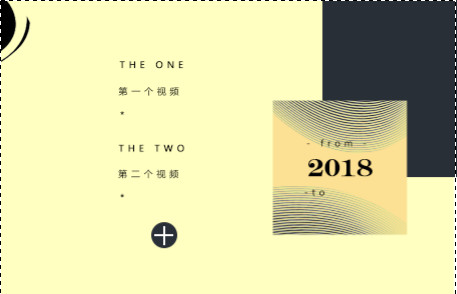 THE ONE
第一个视频
*
THE TWO
第二个视频
*
- from -
2018
-to